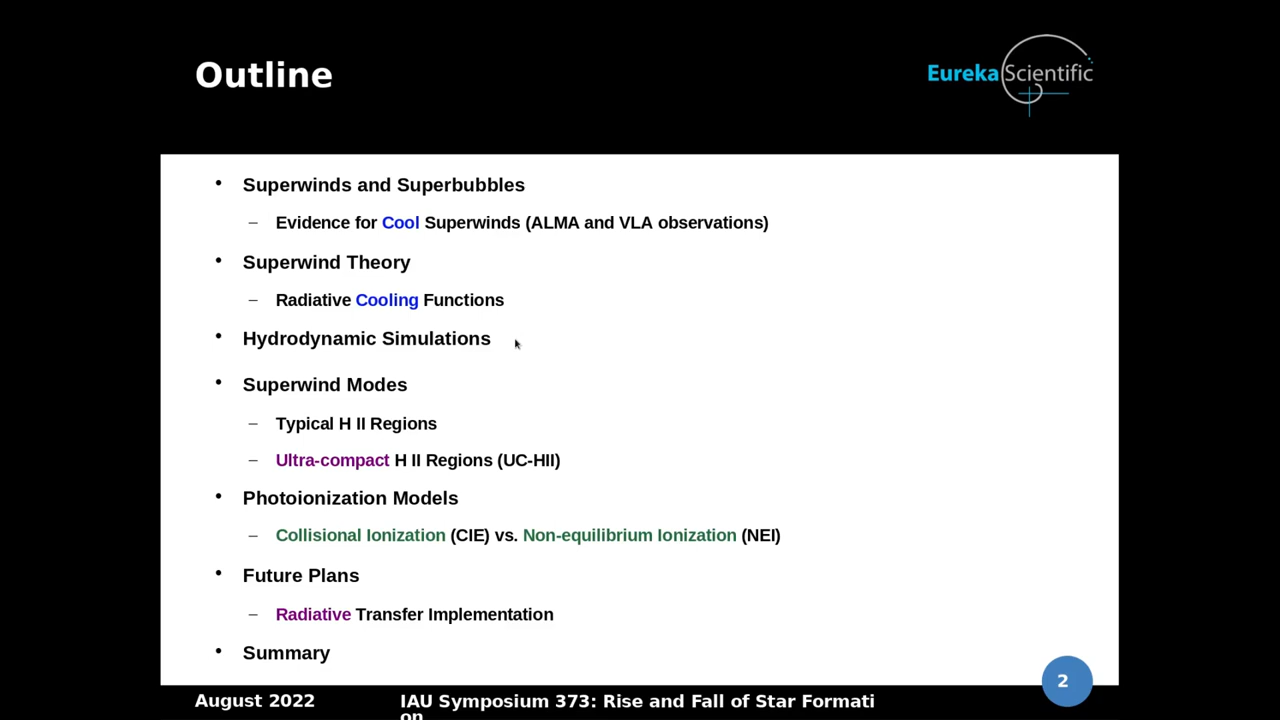 Outline
EurekaScientific
• Superwinds and Superbubbles
– Evidence for Cool Superwinds (ALMA and VLA observations)
• Superwind Theory
– Radiative Cooling Functions
• Hydrodynamic Simulations
• Superwind Modes
– Typical H II Regions
– Ultra-compact H II Regions (UC-HII)
• Photoionization Models
– Collisional Ionization (CIE) vs. Non-equilibrium Ionization (NEI)
• Future Plans
– Radiative Transfer Implementation
• Summary
2
August 2022
IAU Symposium 373: Rise and Fall of Star Formati
on